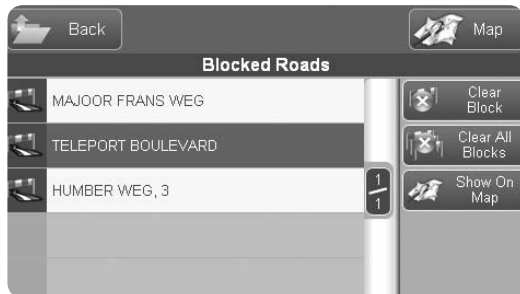 Back
Map
Blocked Roads
MAJOOR FRANS WEG
TELEPORT BOULEVARD
HUMBER WEG, 3
1
1
Clear
Block
Clear All
Blocks
Show On
Map